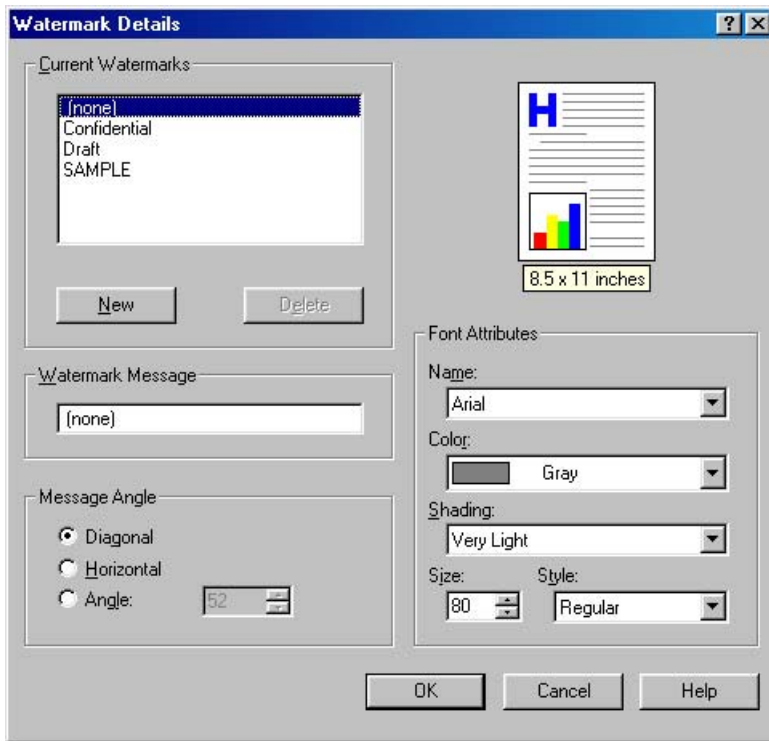 Watermark Details
Current Watermarks
(none)
Confidential
Draft
SAMPLE
New
Delete
H
8.5 x 11 inches
Watermark Message
(none)
Message Angle
Diagonal
Horizontal
Angle:
52
Font Attributes
Name:
Arial
Color:
Gray
Shading:
Very Light
Size: Style:
80 Regular
OK Cancel Help